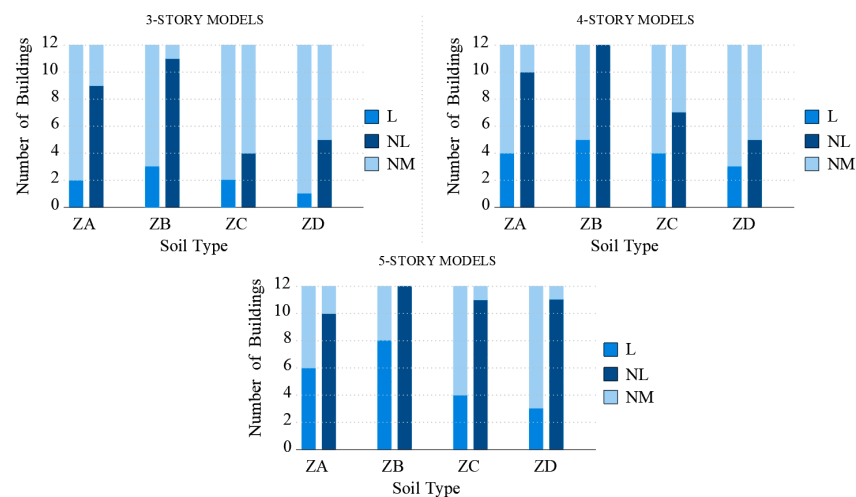 3-STORY MODELS
Number of Buildings
12
10
8
6
4
2
0
ZA ZB ZC ZD
Soil Type
L
NL
NM
4-STORY MODELS
Number of Buildings
12
10
8
6
4
2
0
ZA ZB ZC ZD
Soil Type
L
NL
NM
5-STORY MODELS
Number of Buildings
12
10
8
6
4
2
0
ZA ZB ZC ZD
Soil Type
L
NL
NM